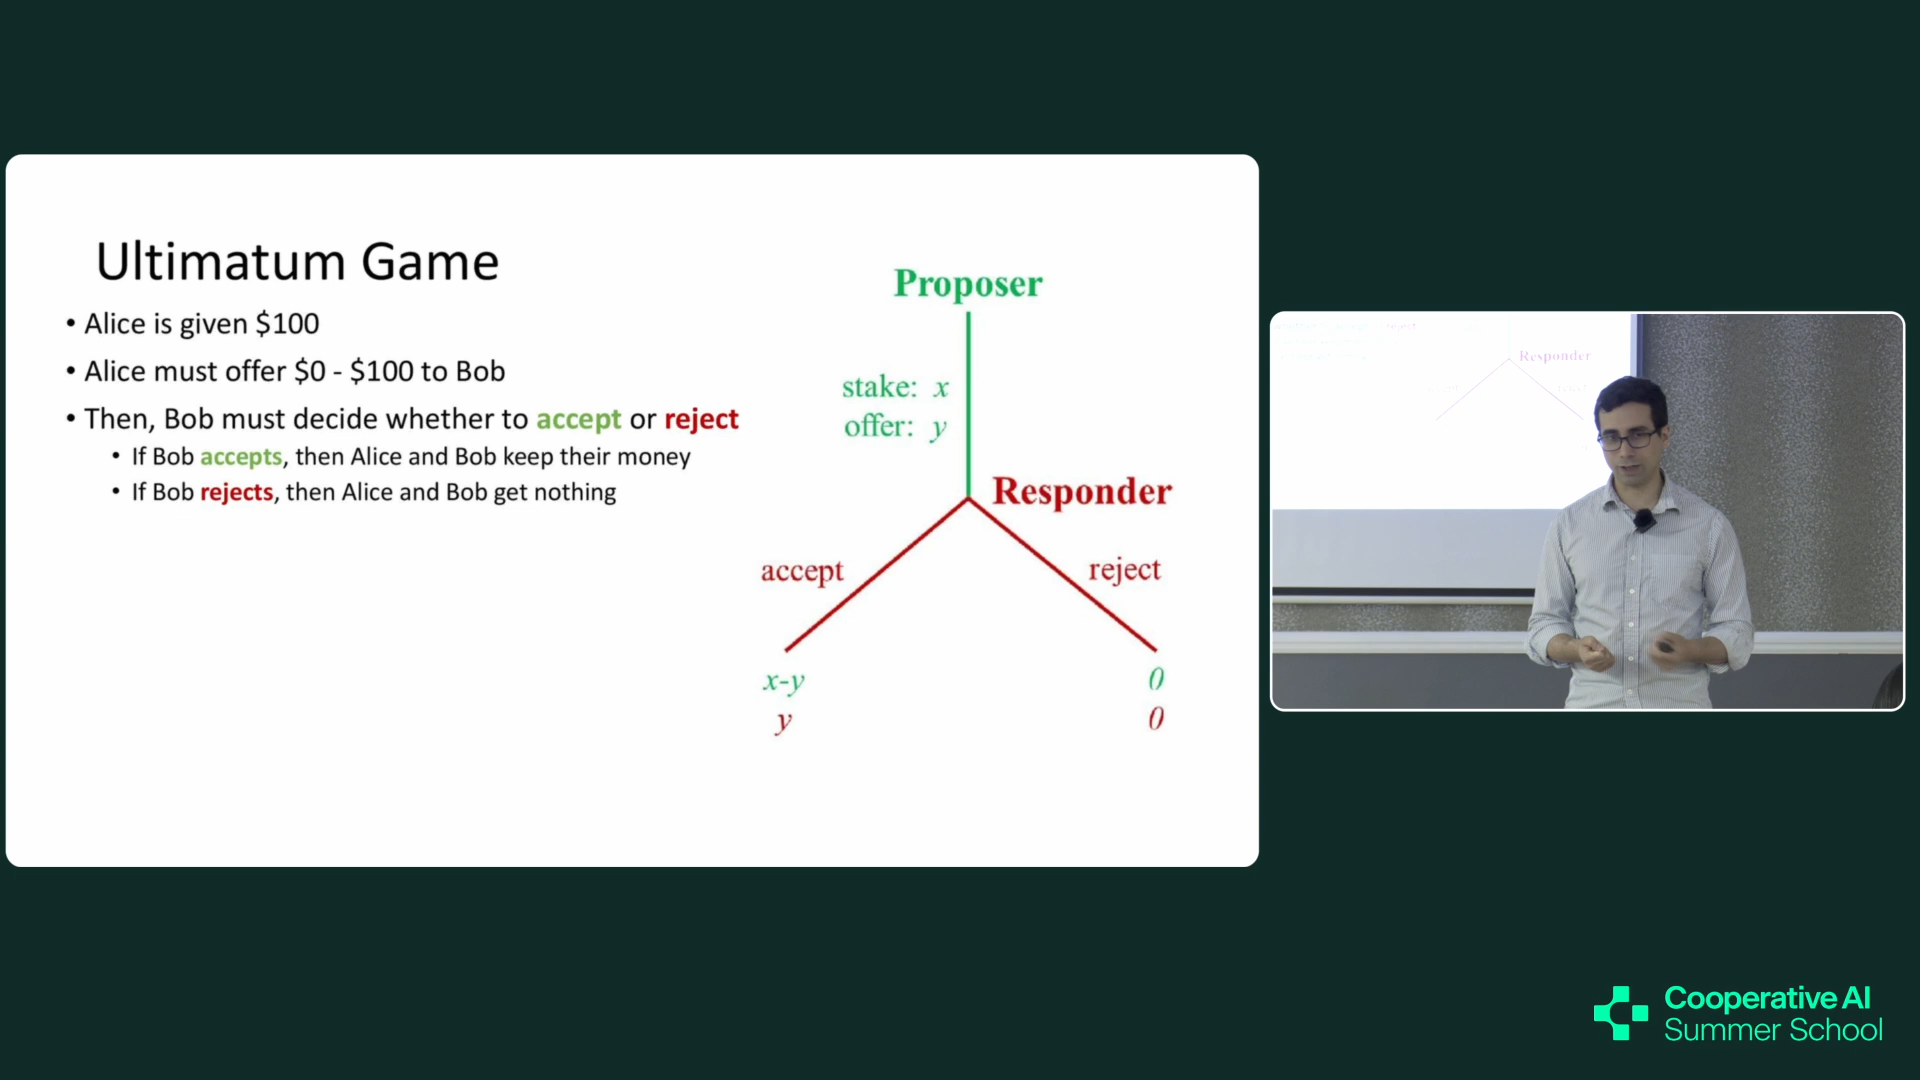 Ultimatum Game
• Alice is given $100
• Alice must offer $0 - $100 to Bob
• Then, Bob must decide whether to accept or reject
• If Bob accepts, then Alice and Bob keep their money
• If Bob rejects, then Alice and Bob get nothing
Proposer
stake: x
offer: y
Responder
accept
reject
x-y
y
0
0
Responder
Cooperative AI
Summer School